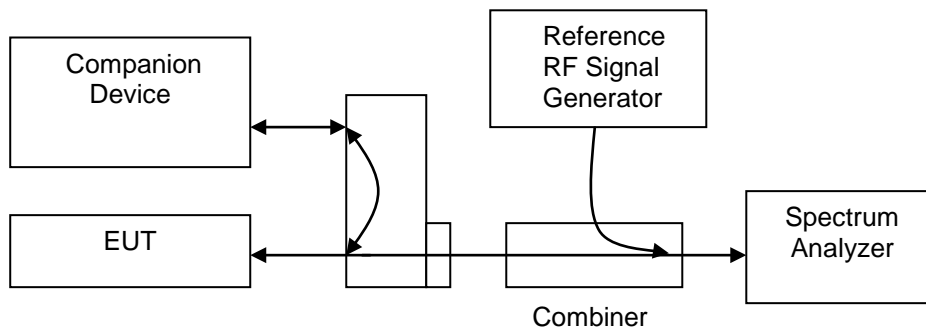 Companion
Device
Reference
RF Signal
Generator
EUT
Spectrum
Analyzer
Combiner